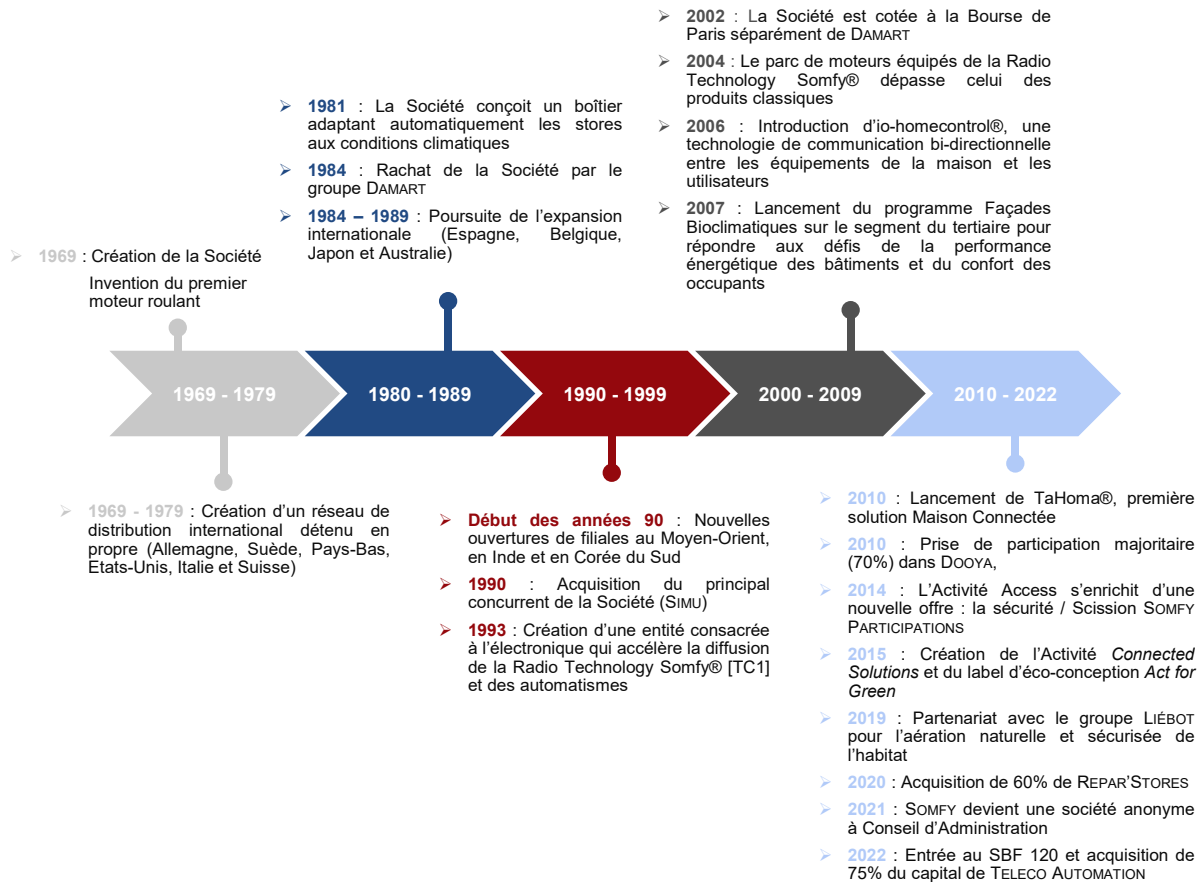 ➢ 1969 : Création de la Société
Invention du premier
moteur roulant
➢ 1981 : La Société conçoit un boîtier
adaptant automatiquement les stores
aux conditions climatiques
➢ 1984 : Rachat de la Société par le
groupe DAMART
➢ 1984 – 1989 : Poursuite de l’expansion
internationale (Espagne, Belgique,
Japon et Australie)
➢ 2002 : La Société est cotée à la Bourse de
Paris séparément de DAMART
➢ 2004 : Le parc de moteurs équipés de la Radio
Technology Somfy® dépasse celui des
produits classiques
➢ 2006 : Introduction d’io-homecontrol®, une
technologie de communication bi-directionnelle
entre les équipements de la maison et les
utilisateurs
➢ 2007 : Lancement du programme Façades
Bioclimatiques sur le segment du tertiaire pour
répondre aux défis de la performance
énergétique des bâtiments et du confort des
occupants
1969 - 1979
1980 - 1989
1990 - 1999
2000 - 2009
2010 - 2022
➢ 1969 - 1979 : Création d’un réseau de
distribution international détenu en
propre (Allemagne, Suède, Pays-Bas,
Etats-Unis, Italie et Suisse)
➢ Début des années 90 : Nouvelles
ouvertures de filiales au Moyen-Orient,
en Inde et en Corée du Sud
➢ 1990 : Acquisition du principal
concurrent de la Société (SIMU)
➢ 1993 : Création d’une entité consacrée
à l’électronique qui accélère la diffusion
de la Radio Technology Somfy® [TC1]
et des automatismes
➢ 2010 : Lancement de TaHoma®, première
solution Maison Connectée
➢ 2010 : Prise de participation majoritaire
(70%) dans DOOYA,
➢ 2014 : L’Activité Access s’enrichit d’une
nouvelle offre : la sécurité / Scission SOMFY
PARTICIPATIONS
➢ 2015 : Création de l’Activité Connected
Solutions et du label d’éco-conception Act for
Green
➢ 2019 : Partenariat avec le groupe LIÉBOT
pour l’aération naturelle et sécurisée de
l’habitat
➢ 2020 : Acquisition de 60% de REPAR’STORES
➢ 2021 : SOMFY devient une société anonyme
à Conseil d’Administration
➢ 2022 : Entrée au SBF 120 et acquisition de
75% du capital de TELECO AUTOMATION